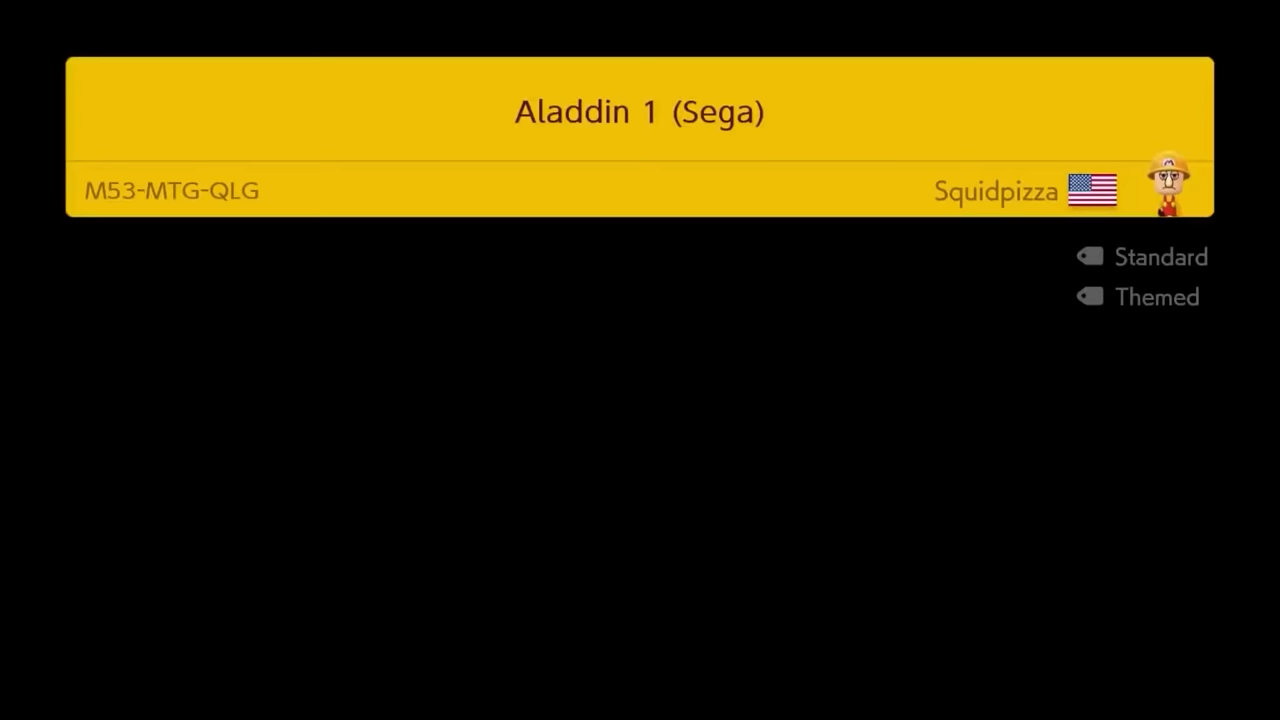 Aladdin 1 (Sega)
M53-MTG-QLG
Squidpizza
Standard
Themed